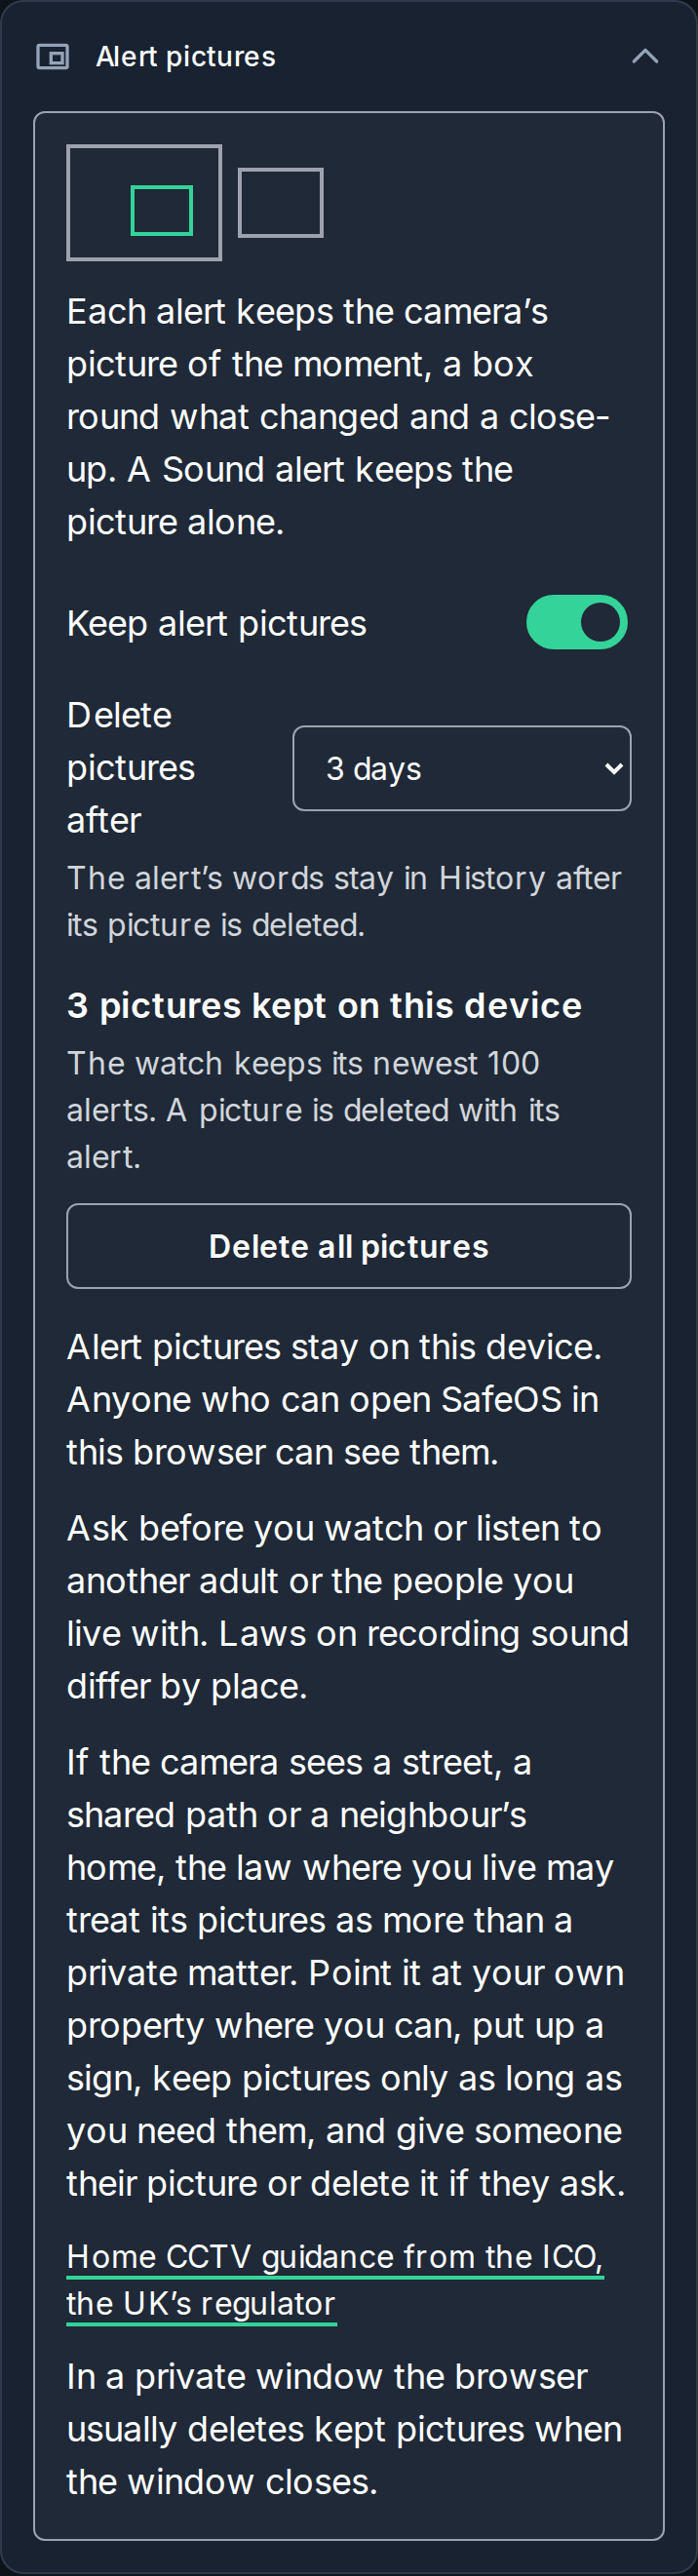 Alert pictures
Each alert keeps the camera’s
picture of the moment, a box
round what changed and a close-
up. A Sound alert keeps the
picture alone.
Keep alert pictures
Delete
pictures
after
3 days
The alert’s words stay in History after
its picture is deleted.
3 pictures kept on this device
The watch keeps its newest 100
alerts. A picture is deleted with its
alert.
Delete all pictures
Alert pictures stay on this device.
Anyone who can open SafeOS in
this browser can see them.
Ask before you watch or listen to
another adult or the people you
live with. Laws on recording sound
differ by place.
If the camera sees a street, a
shared path or a neighbour’s
home, the law where you live may
treat its pictures as more than a
private matter. Point it at your own
property where you can, put up a
sign, keep pictures only as long as
you need them, and give someone
their picture or delete it if they ask.
Home CCTV guidance from the ICO,
the UK’s regulator
In a private window the browser
usually deletes kept pictures when
the window closes.